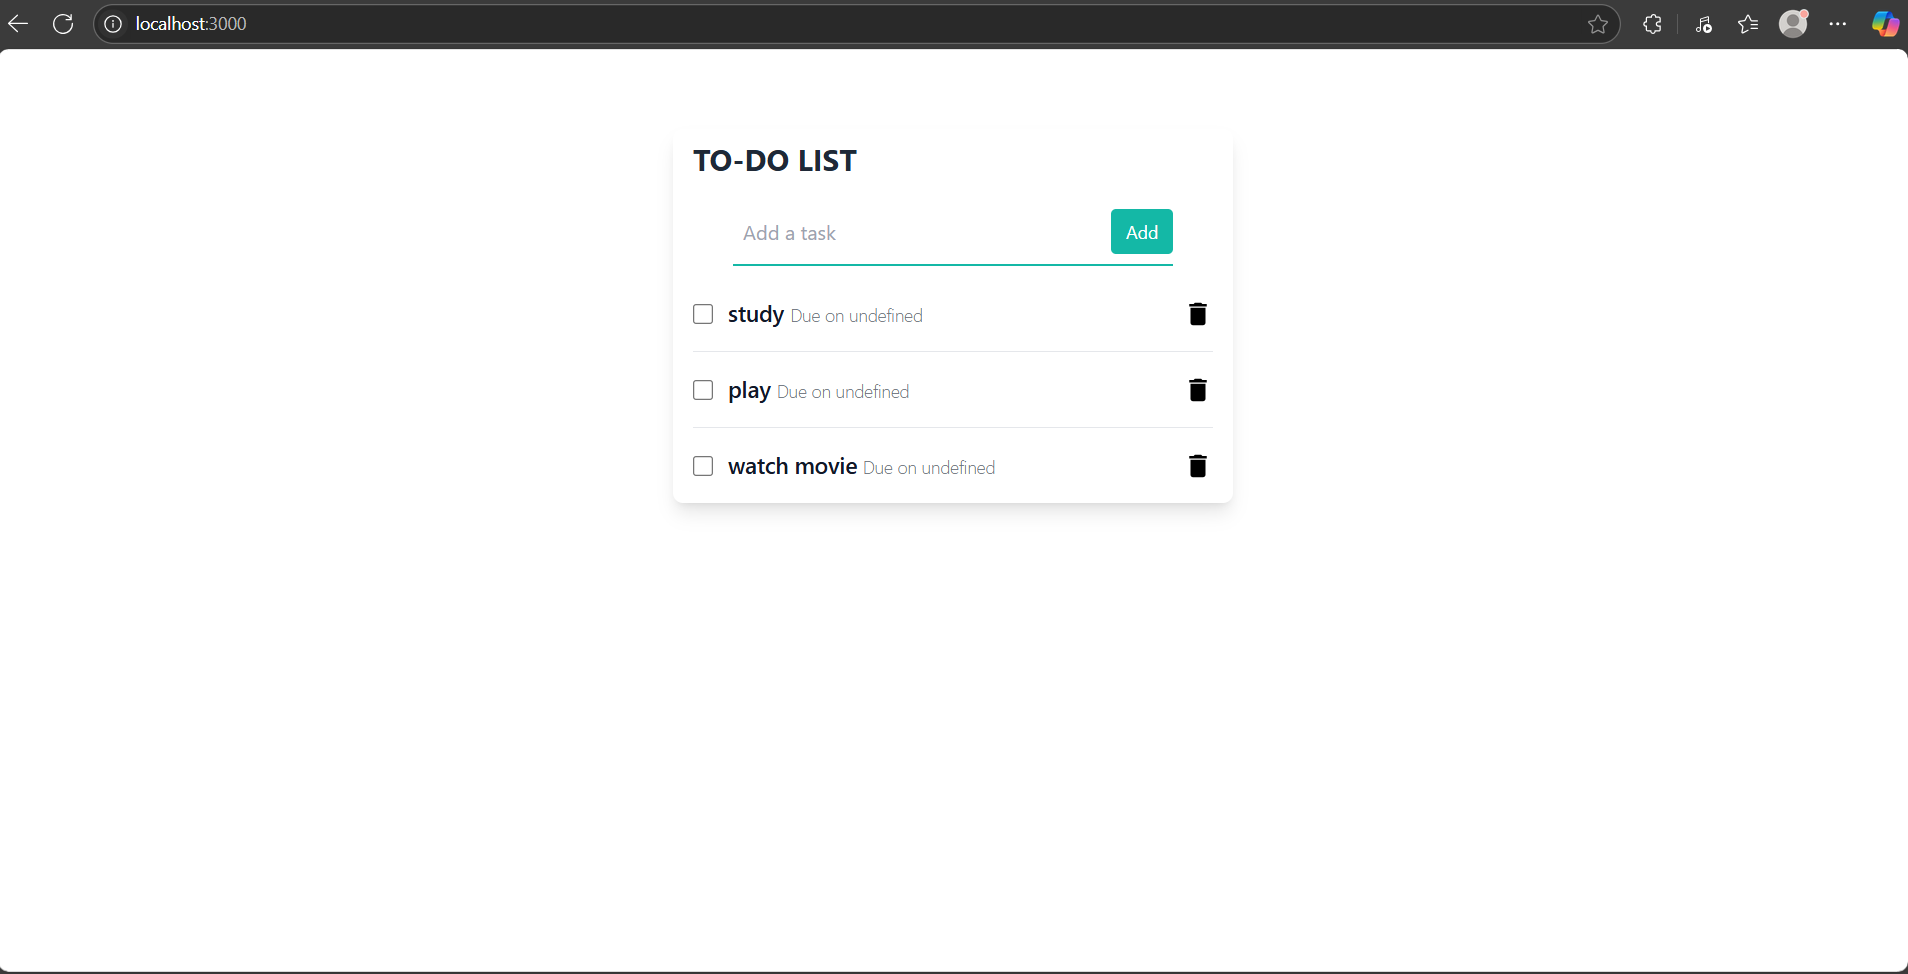 localhost:3000
TO-DO LIST
Add a task
Add
study Due on undefined
play Due on undefined
watch movie Due on undefined